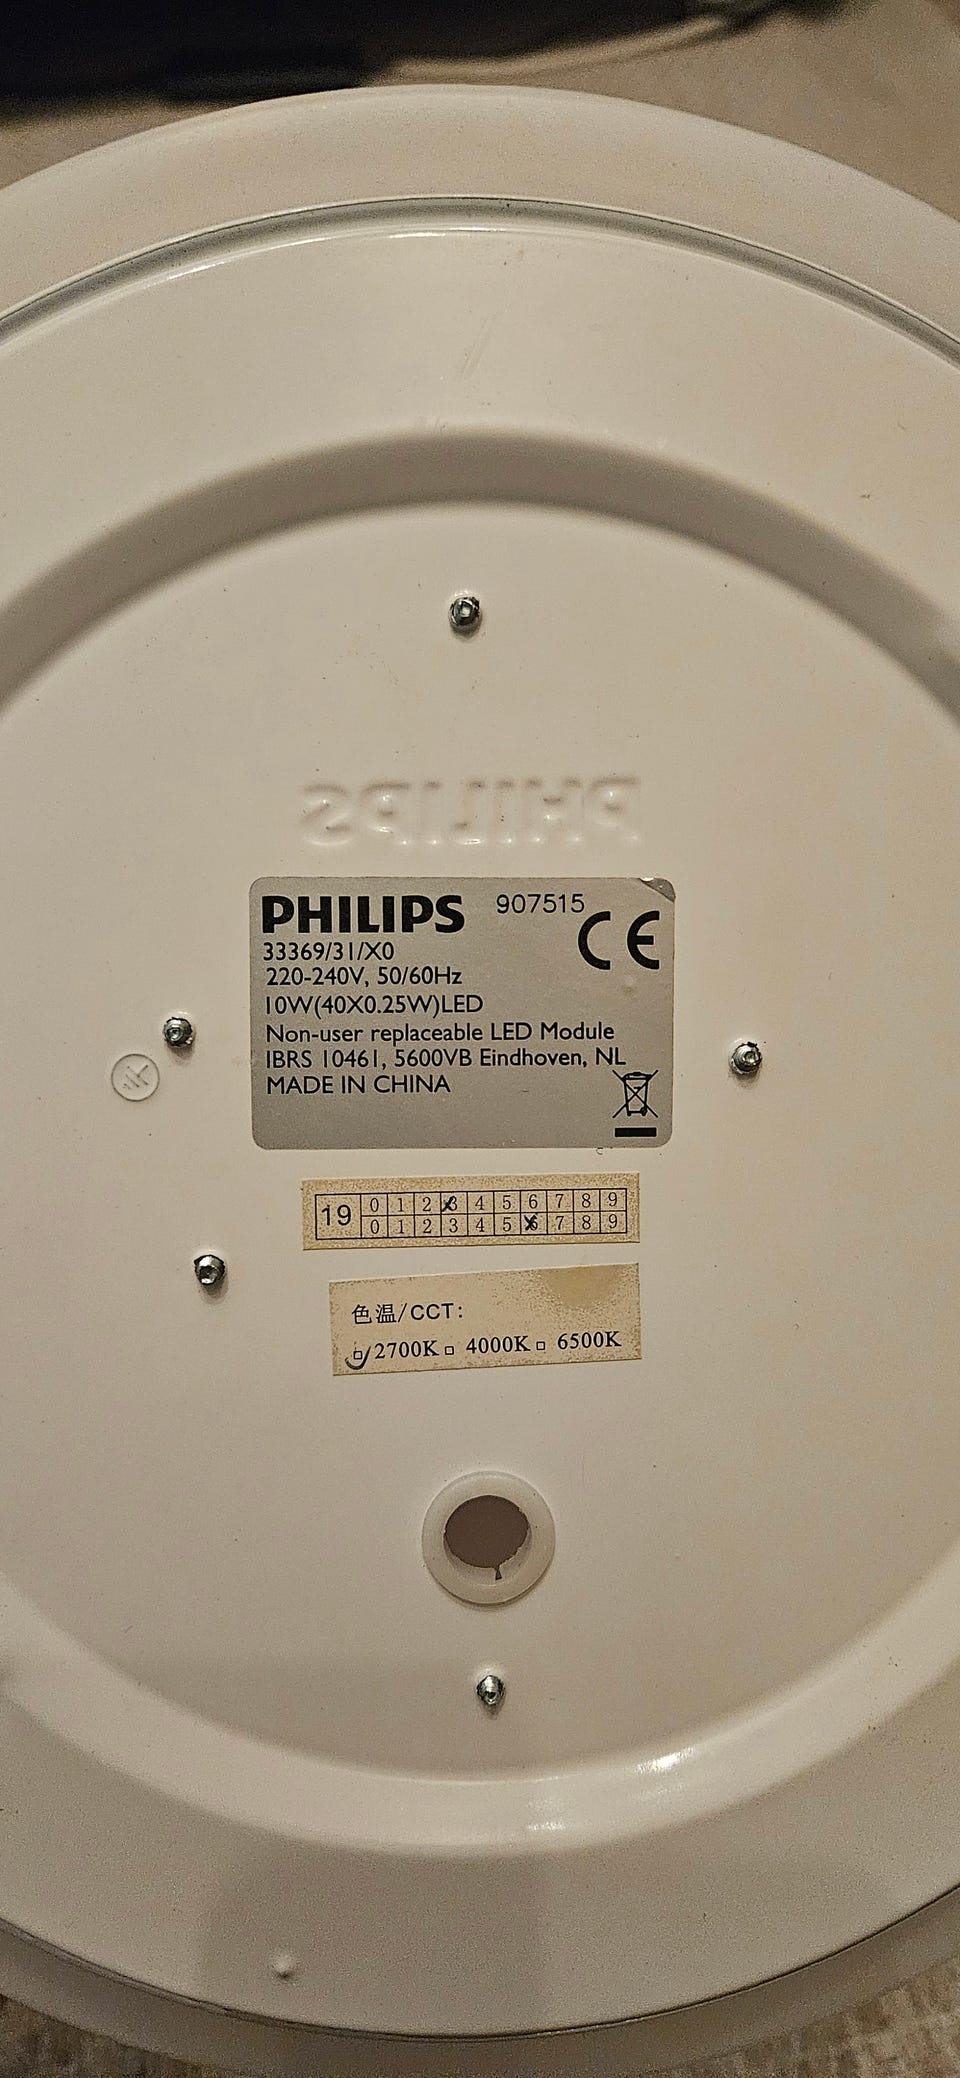 PHILIPS
PHILIPS 907515
33369/31/X0 CE
220-240V, 50/60Hz
10W(40X0.25W)LED
Non-user replaceable LED Module
IBRS 10461, 5600VB Eindhoven, NL
MADE IN CHINA
19 0 1 2 3 4 5 6 7 8 9
0 1 2 3 4 5 6 7 8 9
色温/CCT:
2700K 4000K 6500K